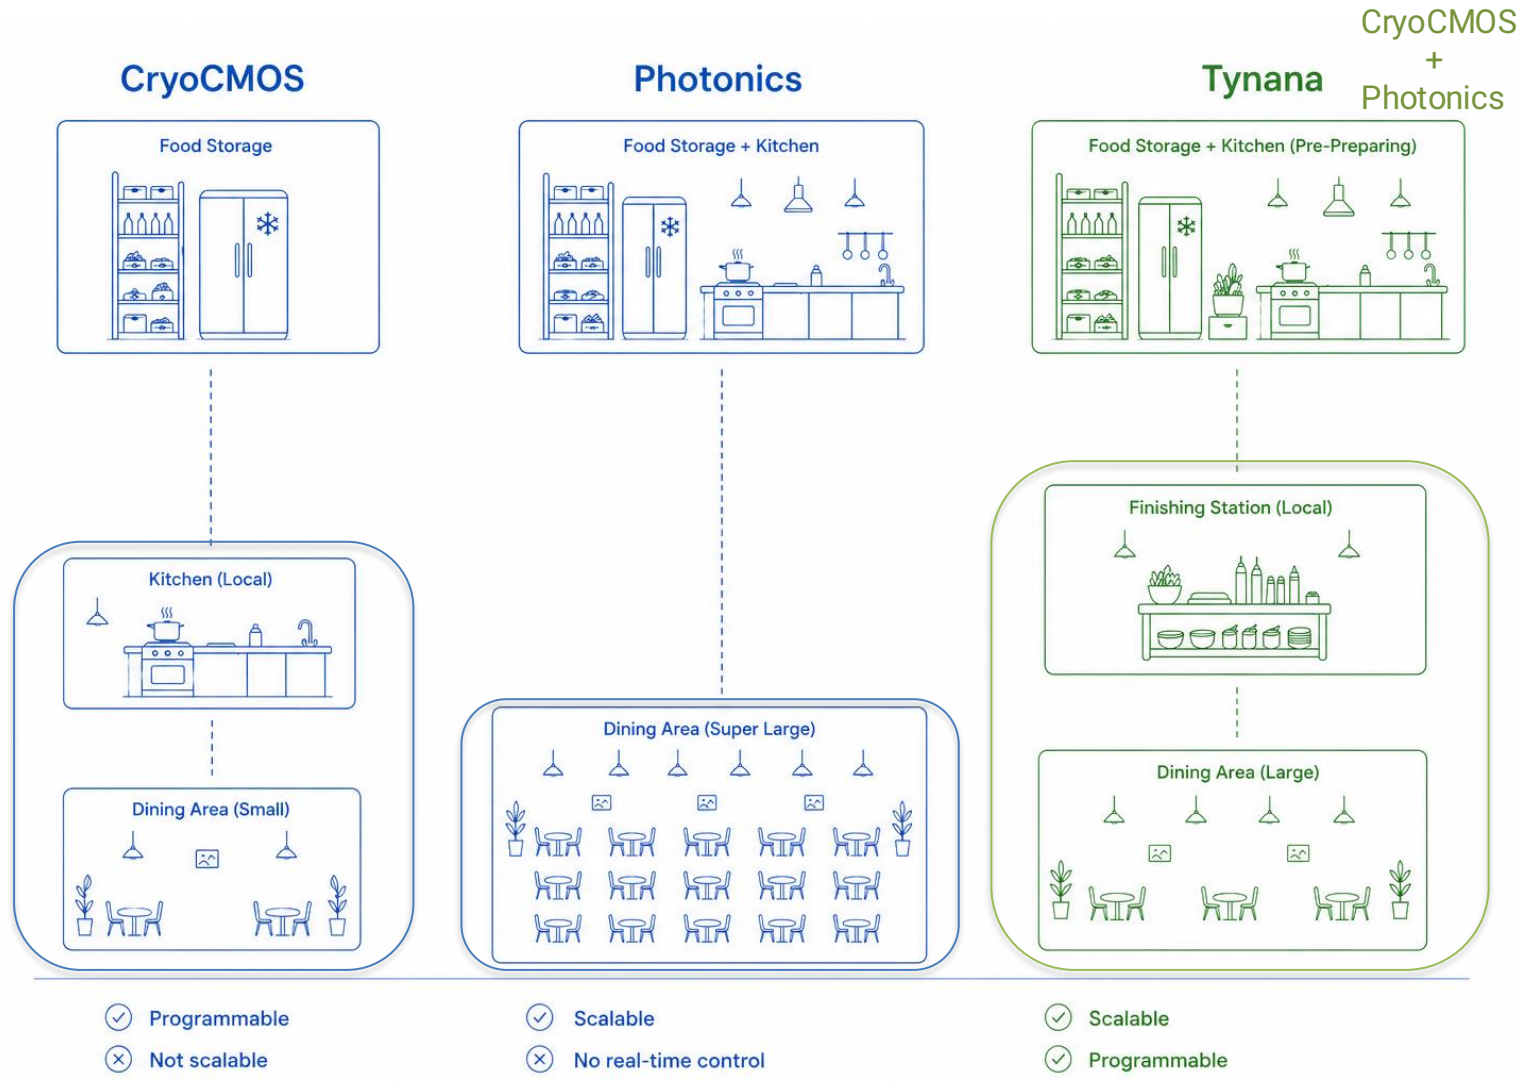 CryoCMOS
+
Photonics
CryoCMOS
Photonics
Tynana
Food Storage
Food Storage + Kitchen
Food Storage + Kitchen (Pre-Preparing)
Kitchen (Local)
Dining Area (Small)
Dining Area (Super Large)
Finishing Station (Local)
Dining Area (Large)
Programmable
Not scalable
Scalable
No real-time control
Scalable
Programmable